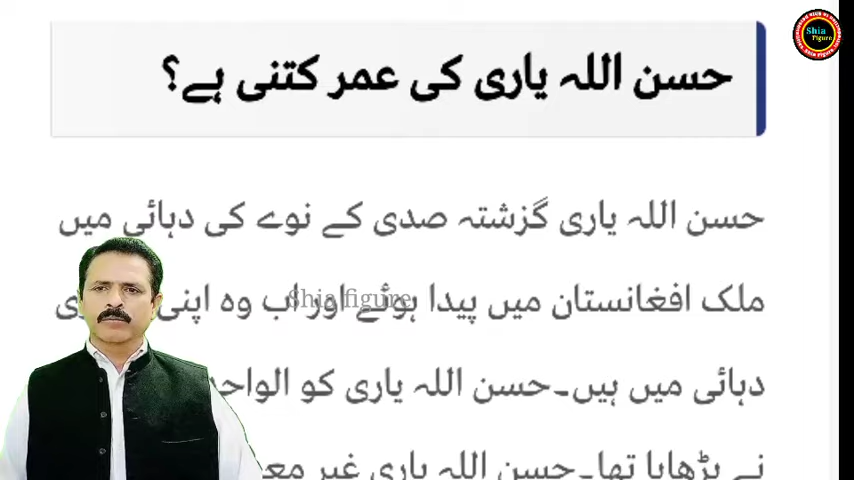 Shia
Figure
حسن اللہ یاری کی عمر کتنی ہے؟
حسن اللہ یاری گزشتہ صدی کے نوے کی دہائی میں
ملک افغانستان میں پیدا ہوئے اور اب وہ اپنی
Shia figure
دہائی میں ہیں۔حسن اللہ یاری کو
نے پڑھایا تھا۔حسن اللہ یاری غیر